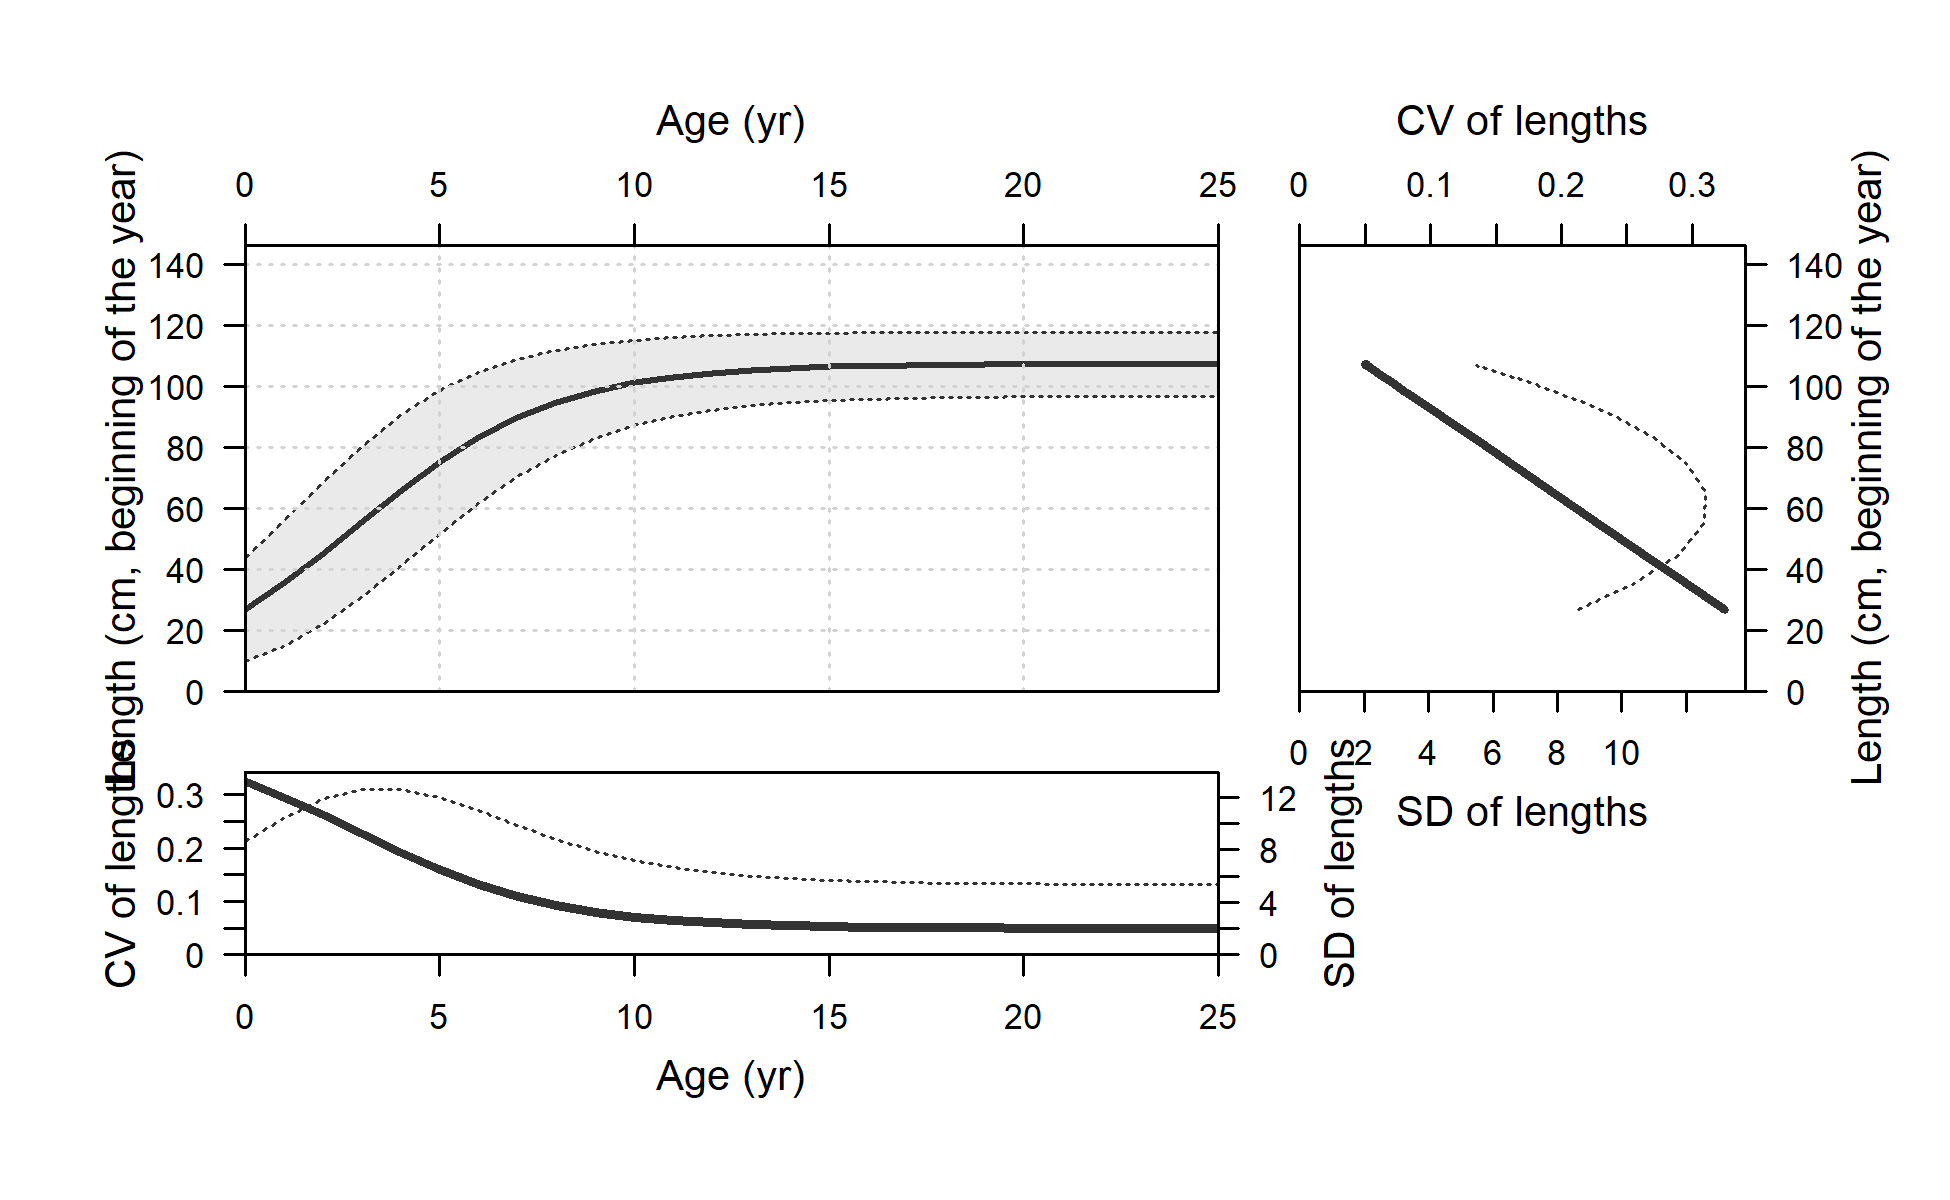 Age (yr)
CV of lengths
0 5 10 15 20 25
0 0.1 0.2 0.3
Length (cm, beginning of the year)
140
120
100
80
60
40
20
0
140
120
100
80
60
40
20
0
Length (cm, beginning of the year)
0 2 4 6 8 10
SD of lengths
CV of lengths
0.3
0.2
0.1
0
12
8
4
0
SD of lengths
0 5 10 15 20 25
Age (yr)